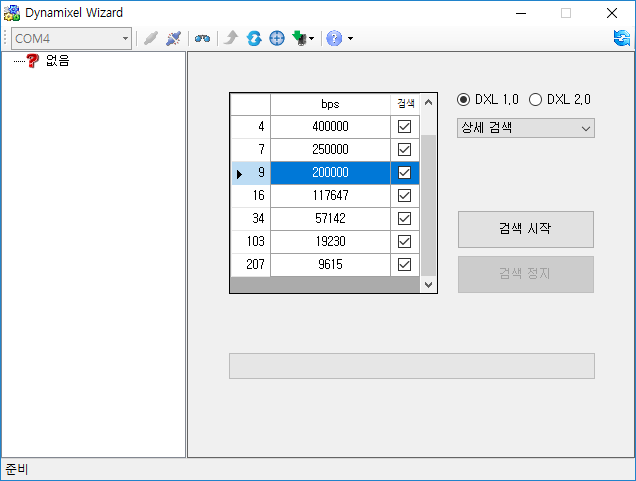 Dynamixel Wizard
COM4
없음
bps 검색
4 400000
7 250000
9 200000
16 117647
34 57142
103 19230
207 9615
DXL 1.0 DXL 2.0
상세 검색
검색 시작
검색 정지
준비